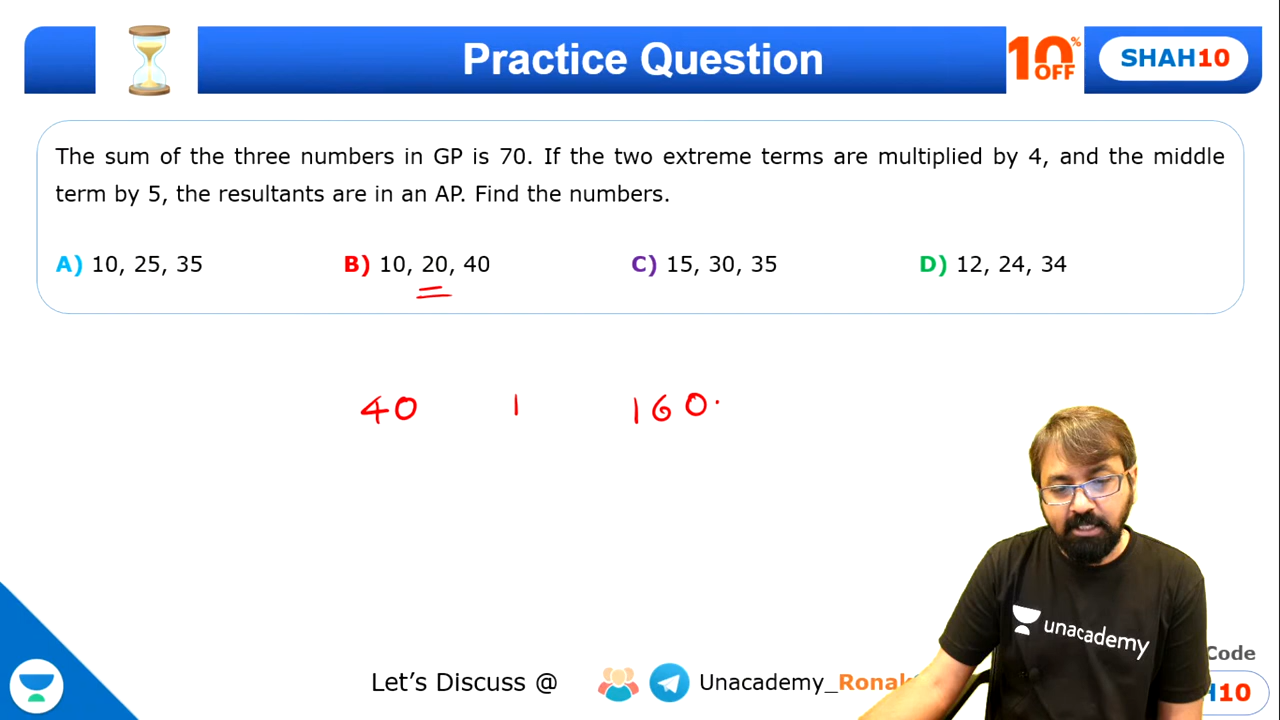 Practice Question
10% OFF
SHAH10
The sum of the three numbers in GP is 70. If the two extreme terms are multiplied by 4, and the middle
term by 5, the resultants are in an AP. Find the numbers.
A) 10, 25, 35 B) 10, 20, 40 C) 15, 30, 35 D) 12, 24, 34
40 1 160.
unacademy
Code
Let's Discuss @ Unacademy_Ronak
H10